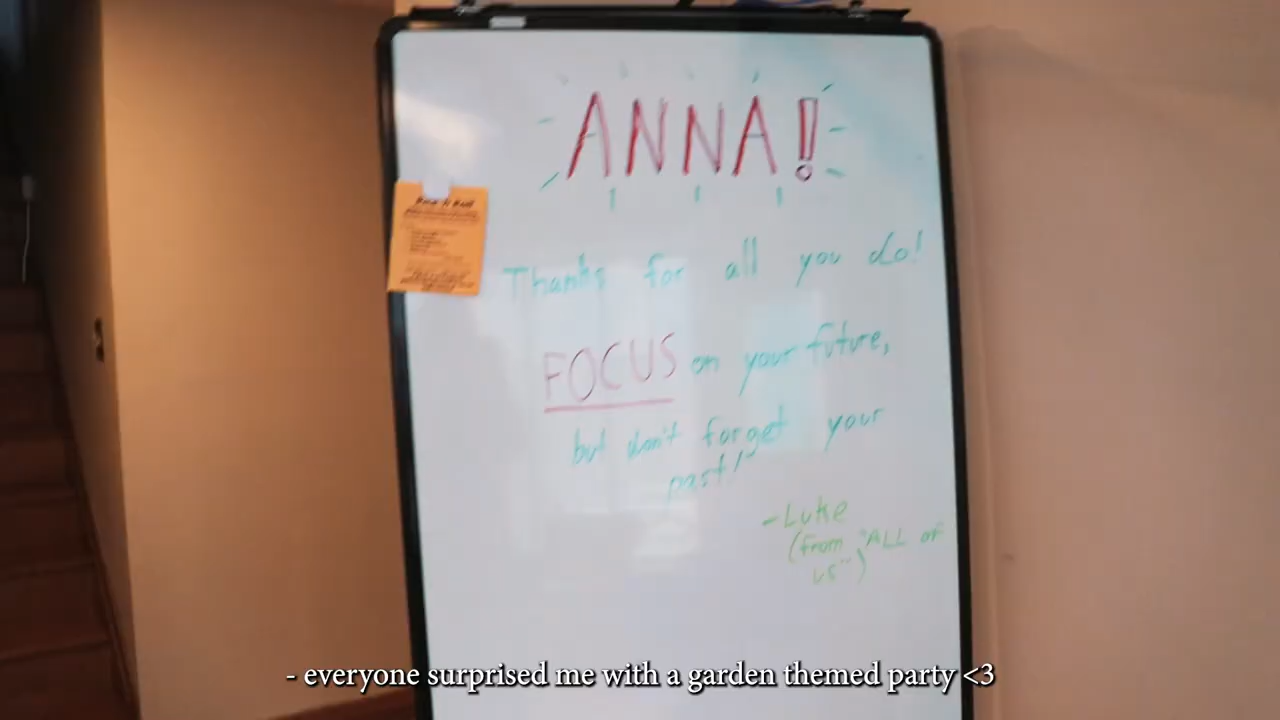 ANNA!
Thanks for all you do!
FOCUS on your future,
but don't forget your
past!"
-Luke
(from "ALL OF
US")
- everyone surprised me with a garden themed party <3